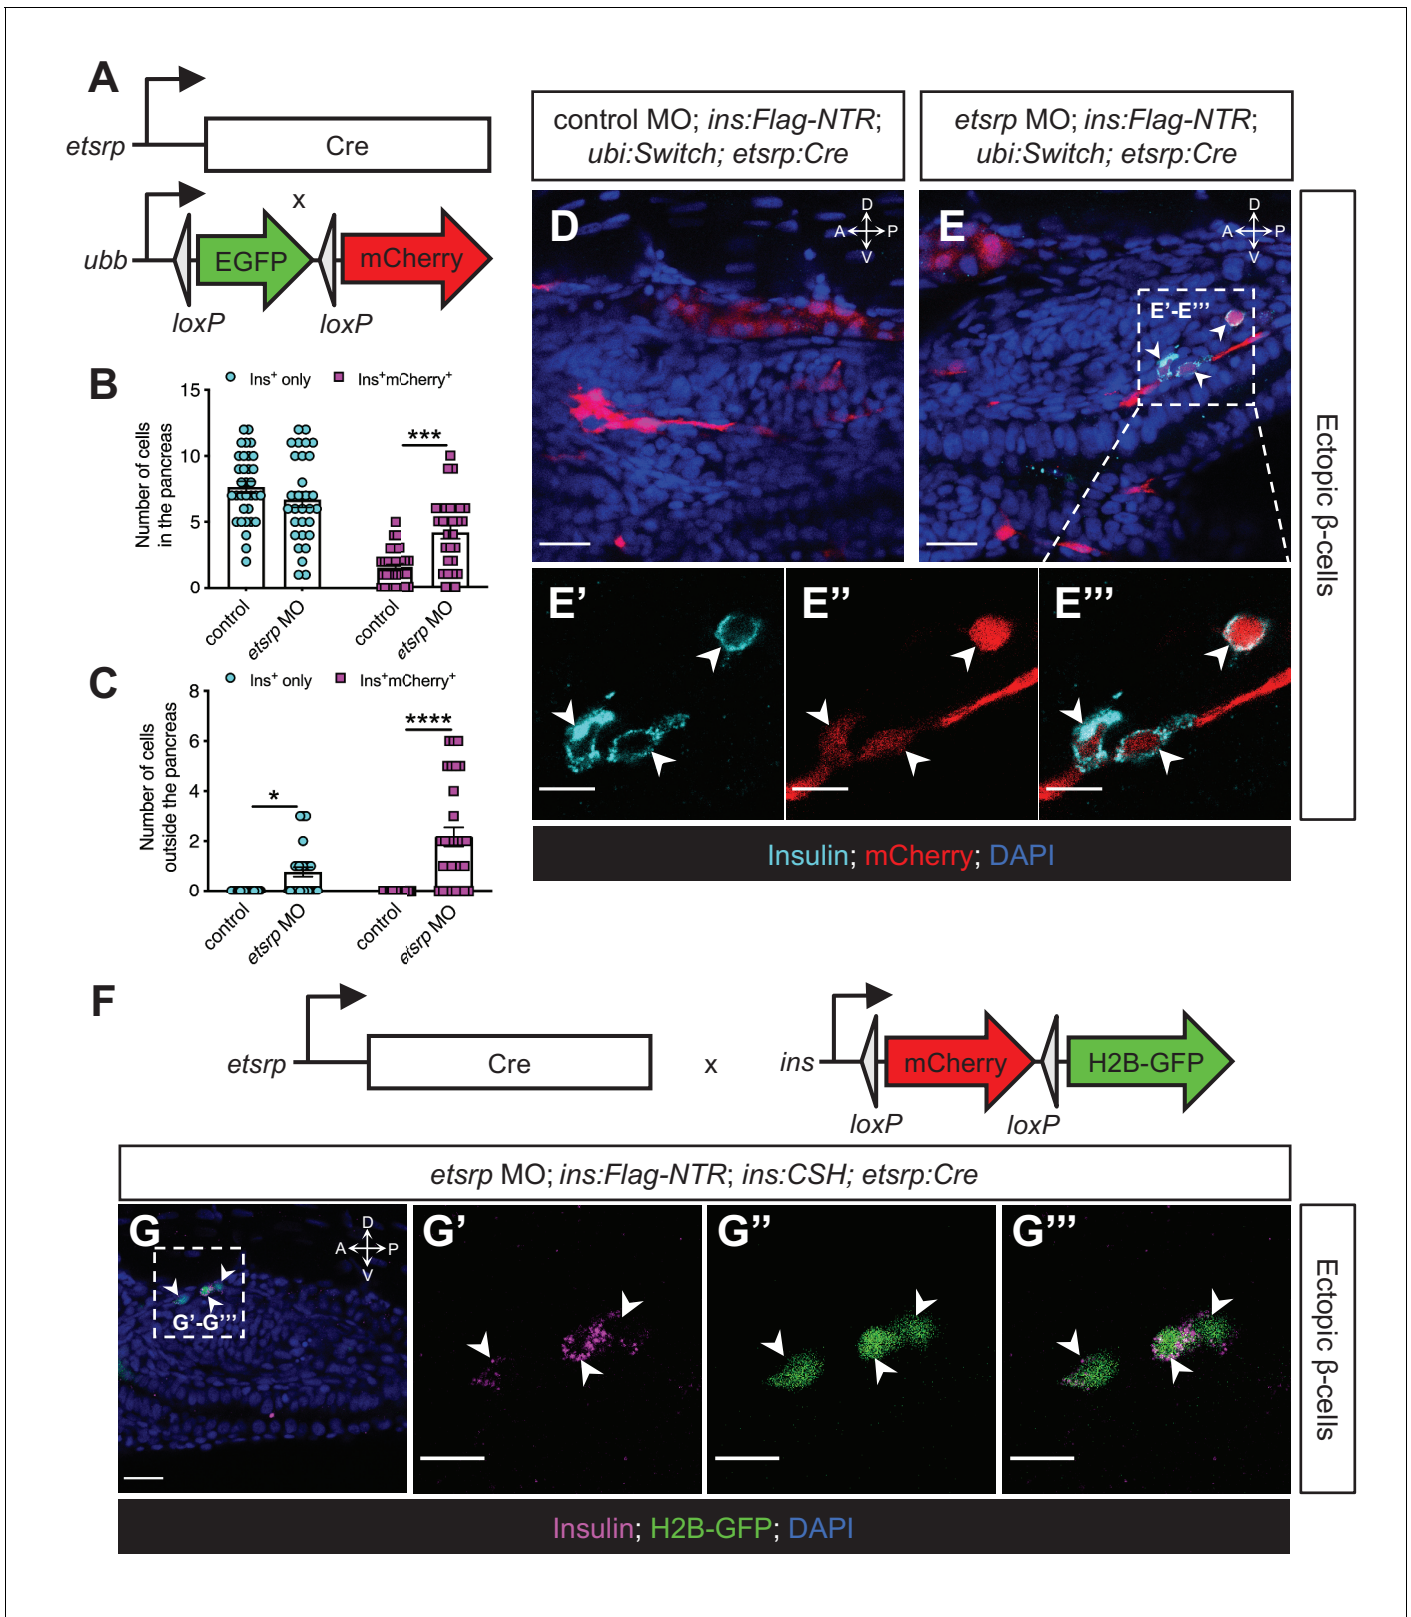 A
etsrp
Cre
x
ubb
EGFP
mCherry
loxP
loxP
B
Ins+ only
Ins+mCherry+
Number of cells
in the pancreas
15
10
5
0
***
control
etsrp MO
control
etsrp MO
C
Ins+ only
Ins+mCherry+
Number of cells
outside the pancreas
8
6
4
2
0
*
****
control
etsrp MO
control
etsrp MO
control MO; ins:Flag-NTR;
ubi:Switch; etsrp:Cre
etsrp MO; ins:Flag-NTR;
ubi:Switch; etsrp:Cre
D
D
A
P
V
E
D
A
P
V
E’-E’’’
E’
E’’
E’’’
Ectopic β-cells
Insulin; mCherry; DAPI
F
etsrp
Cre
x
ins
mCherry
H2B-GFP
loxP
loxP
etsrp MO; ins:Flag-NTR; ins:CSH; etsrp:Cre
G
D
A
P
V
G’-G’’’
G’
G’’
G’’’
Ectopic β-cells
Insulin; H2B-GFP; DAPI